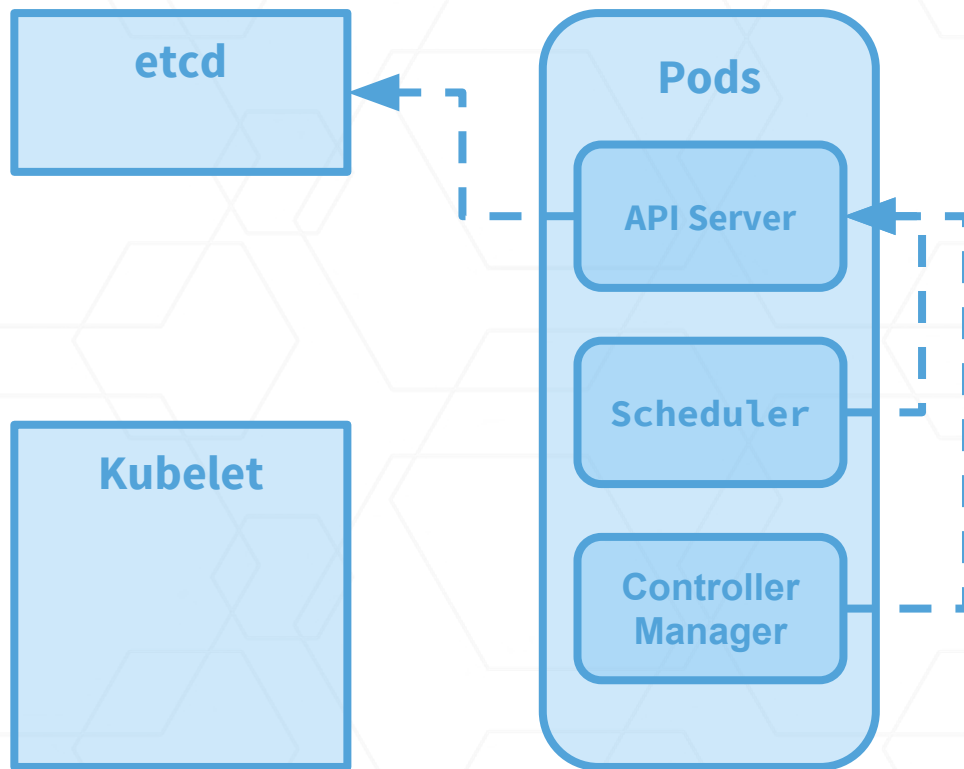 etcd
Pods
API Server
Scheduler
Kubelet
Controller
Manager